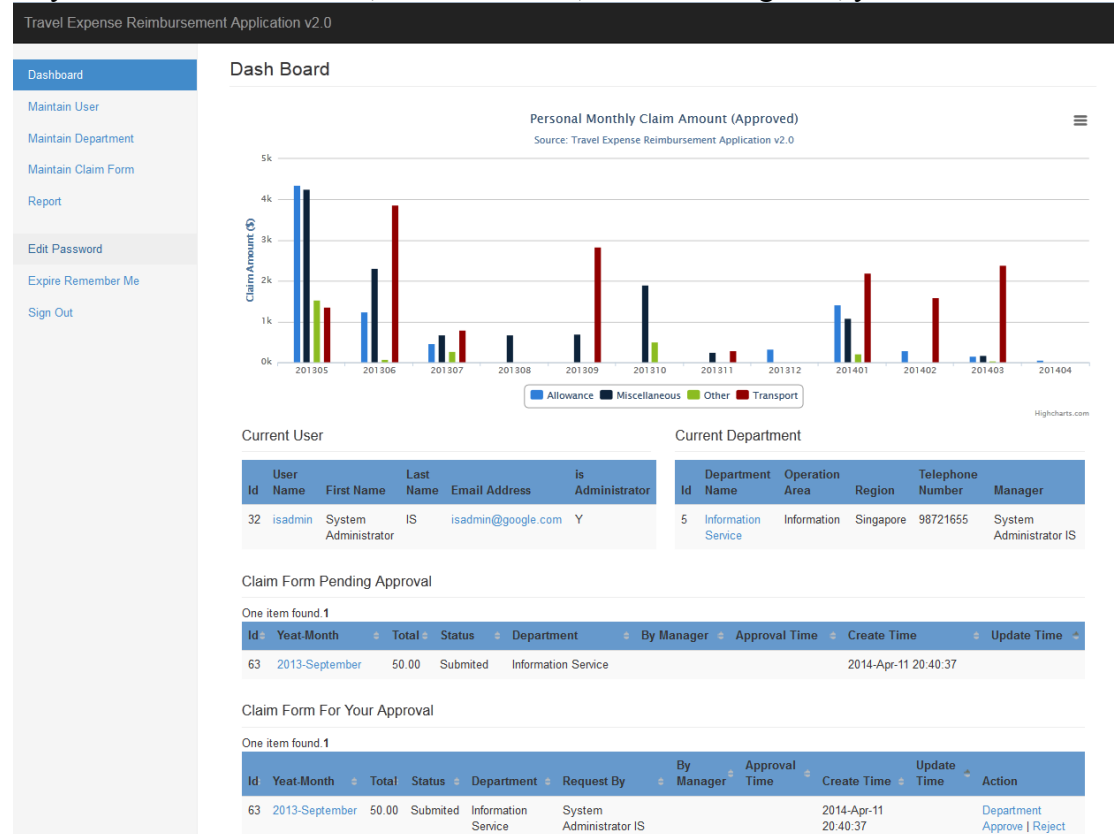 Travel Expense Reimbursement Application v2.0
Dashboard
Maintain User
Maintain Department
Maintain Claim Form
Report
Edit Password
Expire Remember Me
Sign Out
Dash Board
Personal Monthly Claim Amount (Approved)
Source: Travel Expense Reimbursement Application v2.0
Claim Amount ($)
5k
4k
3k
2k
1k
0k
201305 201306 201307 201308 201309 201310 201311 201312 201401 201402 201403 201404
Allowance Miscellaneous Other Transport
Highcharts.com
Current User
Id User Name First Name Last Name Email Address is Administrator
32 isadmin System Administrator IS isadmin@google.com Y
Current Department
Id Department Name Operation Area Region Telephone Number Manager
5 Information Service Information Singapore 98721655 System Administrator IS
Claim Form Pending Approval
One item found.1
Id Yeat-Month Total Status Department By Manager Approval Time Create Time Update Time
63 2013-September 50.00 Submited Information Service 2014-Apr-11 20:40:37
Claim Form For Your Approval
One item found.1
Id Yeat-Month Total Status Department Request By By Manager Approval Time Create Time Update Time Action
63 2013-September 50.00 Submited Information Service System Administrator IS 2014-Apr-11 20:40:37 Department Approve | Reject